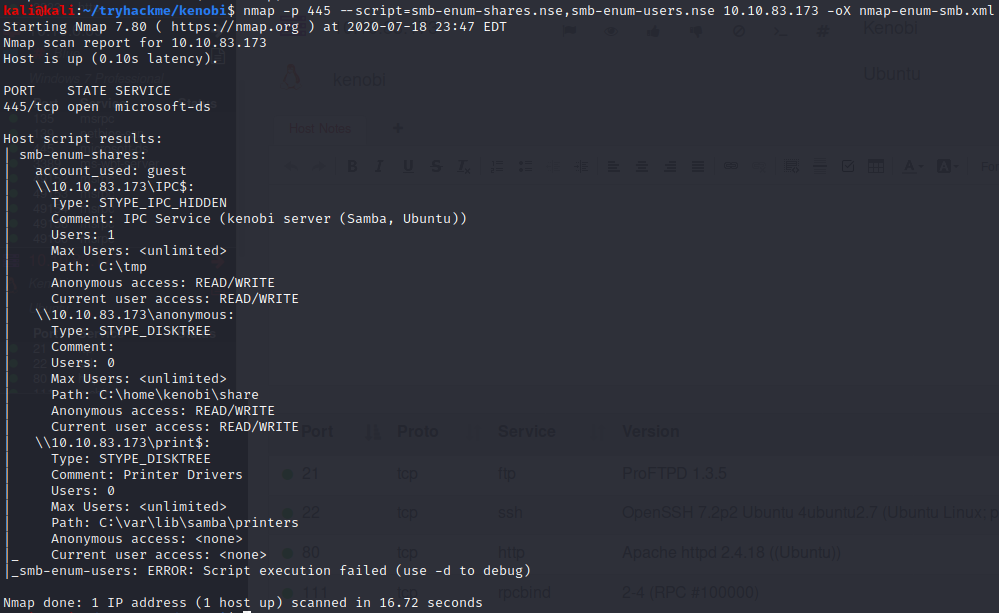 kali@kali:~/tryhackme/kenobi$ nmap -p 445 --script=smb-enum-shares.nse,smb-enum-users.nse 10.10.83.173 -oX nmap-enum-smb.xml
Starting Nmap 7.80 ( https://nmap.org ) at 2020-07-18 23:47 EDT
Nmap scan report for 10.10.83.173
Host is up (0.10s latency).
PORT    STATE SERVICE
445/tcp open  microsoft-ds
Host script results:
| smb-enum-shares:
|   account_used: guest
|   \\10.10.83.173\IPC$:
|     Type: STYPE_IPC_HIDDEN
|     Comment: IPC Service (kenobi server (Samba, Ubuntu))
|     Users: 1
|     Max Users: <unlimited>
|     Path: C:\tmp
|     Anonymous access: READ/WRITE
|     Current user access: READ/WRITE
|   \\10.10.83.173\anonymous:
|     Type: STYPE_DISKTREE
|     Comment:
|     Users: 0
|     Max Users: <unlimited>
|     Path: C:\home\kenobi\share
|     Anonymous access: READ/WRITE
|     Current user access: READ/WRITE
|   \\10.10.83.173\print$:
|     Type: STYPE_DISKTREE
|     Comment: Printer Drivers
|     Users: 0
|     Max Users: <unlimited>
|     Path: C:\var\lib\samba\printers
|     Anonymous access: <none>
|_    Current user access: <none>
|_smb-enum-users: ERROR: Script execution failed (use -d to debug)
Nmap done: 1 IP address (1 host up) scanned in 16.72 seconds
Kenobi
kenobi
Ubuntu
Host Notes
Port Proto Service Version
21 tcp ftp ProFTPD 1.3.5
22 tcp ssh OpenSSH 7.2p2 Ubuntu 4ubuntu2.7 (Ubuntu Linux; p
80 tcp http Apache httpd 2.4.18 ((Ubuntu))
111 tcp rpcbind 2-4 (RPC #100000)